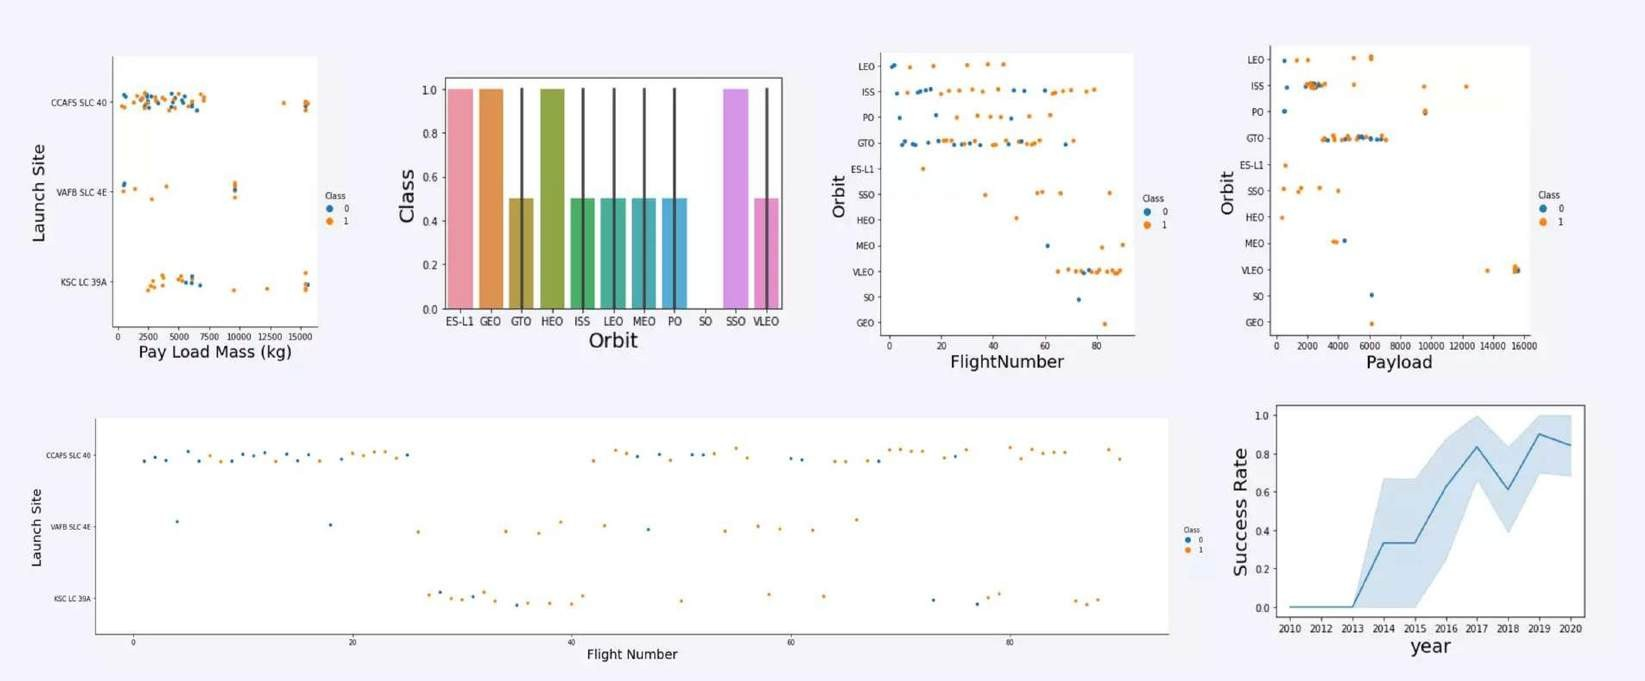 Launch Site
CCAFS SLC 40
VAFB SLC 4E
KSC LC 39A
0 2500 5000 7500 10000 12500 15000
Pay Load Mass (kg)
Class
0
1
Class
1.0
0.8
0.6
0.4
0.2
0.0
ES-L1 GEO GTO HEO ISS LEO MEO PO SO SSO VLEO
Orbit
Orbit
LEO
ISS
PO
GTO
ES-L1
SSO
HEO
MEO
VLEO
SO
GEO
0 20 40 60 80
FlightNumber
Class
0
1
Orbit
LEO
ISS
PO
GTO
ES-L1
SSO
HEO
MEO
VLEO
SO
GEO
0 2000 4000 6000 8000 10000 12000 14000 16000
Payload
Class
0
1
Launch Site
CCAFS SLC 40
VAFB SLC 4E
KSC LC 39A
0 20 40 60 80
Flight Number
Class
0
1
Success Rate
1.0
0.8
0.6
0.4
0.2
0.0
2010 2012 2013 2014 2015 2016 2017 2018 2019 2020
year